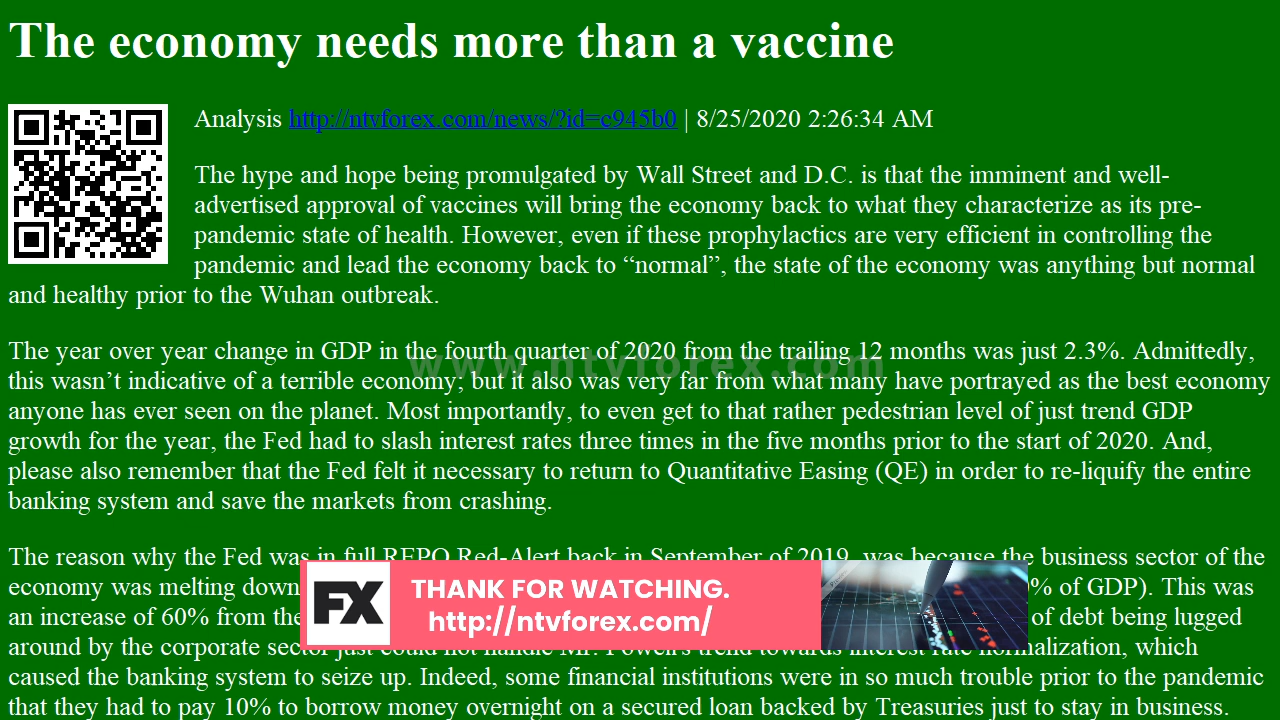 The economy needs more than a vaccine
Analysis http://ntvforex.com/news/?id=c945b0 | 8/25/2020 2:26:34 AM
The hype and hope being promulgated by Wall Street and D.C. is that the imminent and well-
advertised approval of vaccines will bring the economy back to what they characterize as its pre-
pandemic state of health. However, even if these prophylactics are very efficient in controlling the
pandemic and lead the economy back to “normal”, the state of the economy was anything but normal
and healthy prior to the Wuhan outbreak.
The year over year change in GDP in the fourth quarter of 2020 from the trailing 12 months was just 2.3%. Admittedly,
www.ntvforex.com
this wasn’t indicative of a terrible economy; but it also was very far from what many have portrayed as the best economy
anyone has ever seen on the planet. Most importantly, to even get to that rather pedestrian level of just trend GDP
growth for the year, the Fed had to slash interest rates three times in the five months prior to the start of 2020. And,
please also remember that the Fed felt it necessary to return to Quantitative Easing (QE) in order to re-liquify the entire
banking system and save the markets from crashing.
The reason why the Fed was in full REPO Red-Alert back in September of 2019, was because the business sector of the
economy was melting down % of GDP). This was
an increase of 60% from the of debt being lugged
around by the corporate sector just could not handle Mr. Powell's trend towards interest rate normalization, which
caused the banking system to seize up. Indeed, some financial institutions were in so much trouble prior to the pandemic
that they had to pay 10% to borrow money overnight on a secured loan backed by Treasuries just to stay in business.
FX
THANK FOR WATCHING.
http://ntvforex.com/